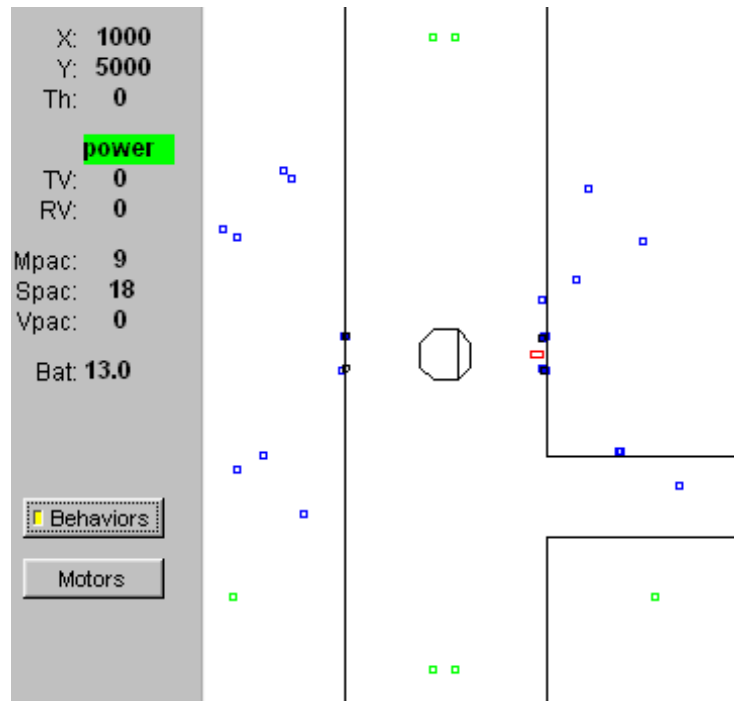 X: 1000
Y: 5000
Th: 0
power
TV: 0
RV: 0
Mpac: 9
Spac: 18
Vpac: 0
Bat: 13.0
Behaviors
Motors